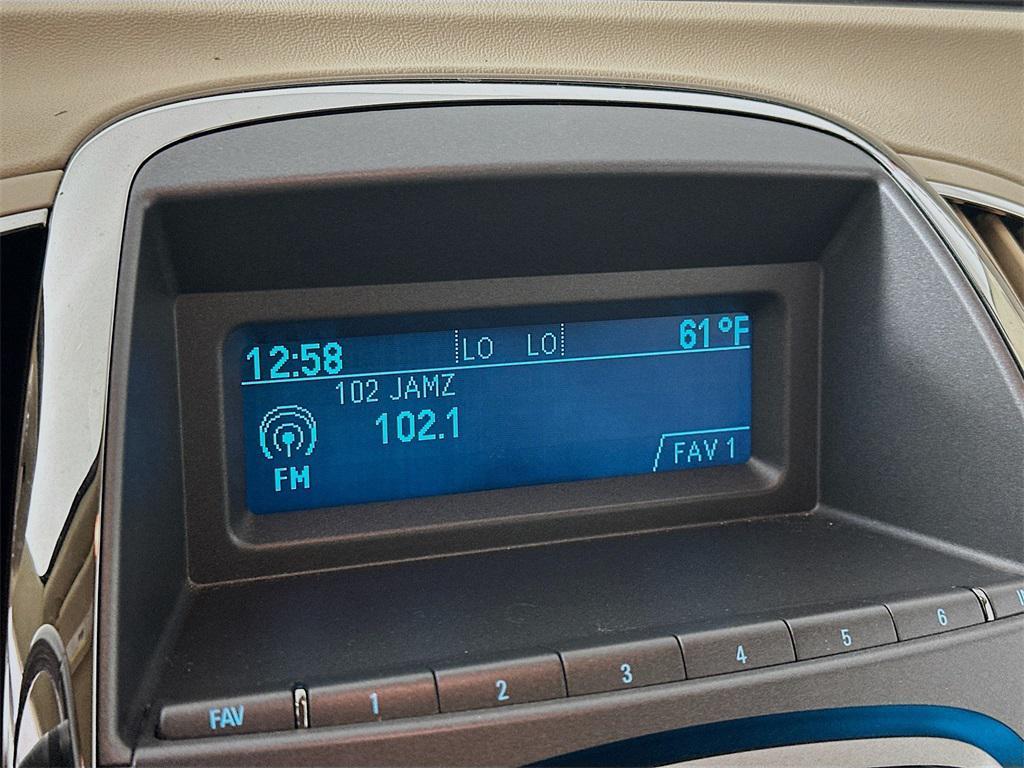 12:58 LO LO 61°F
102 JAMZ
102.1
FM
FAV 1
FAV 1 2 3 4 5 6